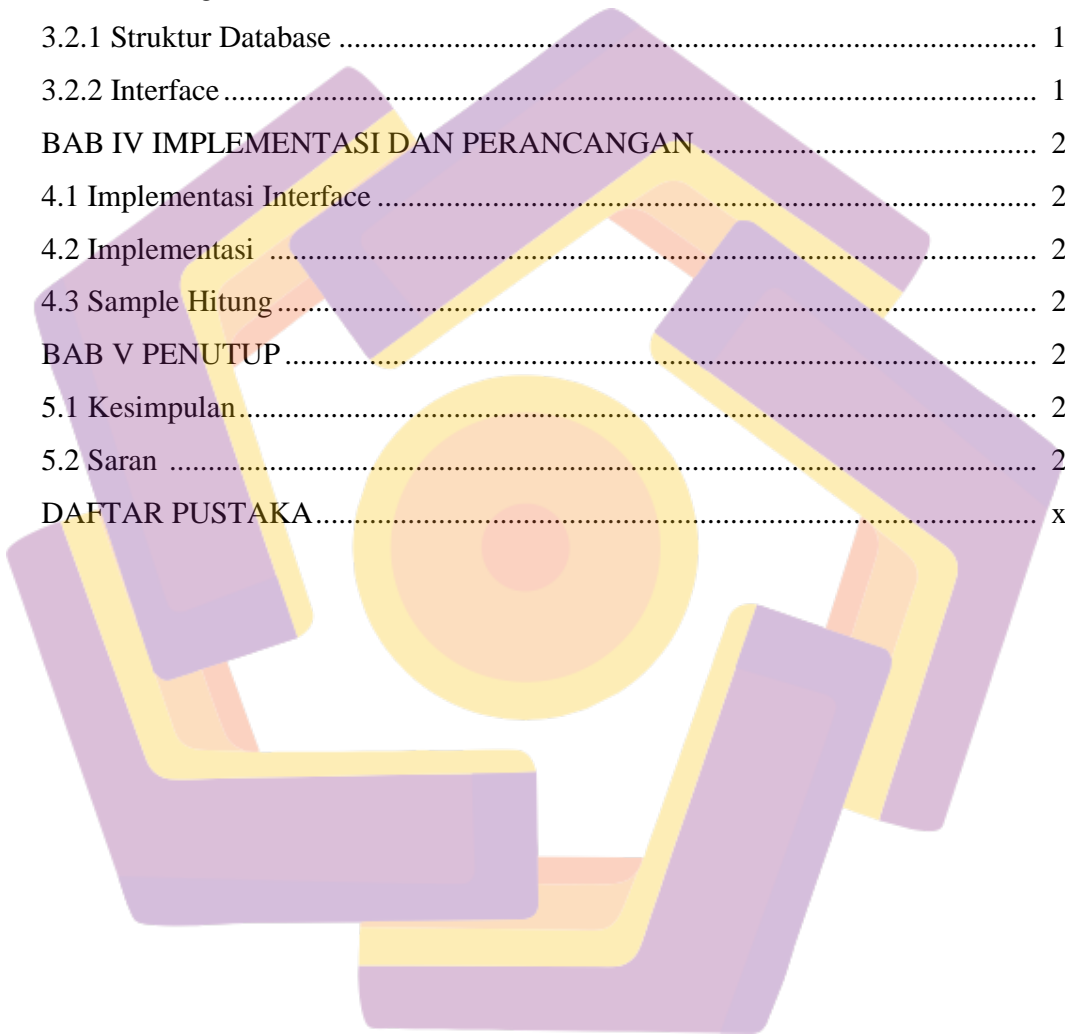 3.2.1 Struktur Database ........................................................................ 1
3.2.2 Interface ........................................................................ 1
BAB IV IMPLEMENTASI DAN PERANCANGAN ........................................................................ 2
4.1 Implementasi Interface ........................................................................ 2
4.2 Implementasi ........................................................................ 2
4.3 Sample Hitung ........................................................................ 2
BAB V PENUTUP ........................................................................ 2
5.1 Kesimpulan ........................................................................ 2
5.2 Saran ........................................................................ 2
DAFTAR PUSTAKA ........................................................................ x